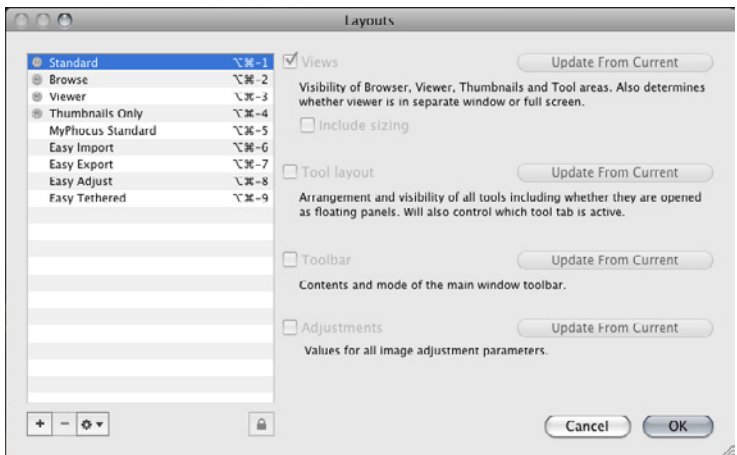 Layouts
Standard ⌥⌘-1
Browse ⌥⌘-2
Viewer ⌥⌘-3
Thumbnails Only ⌥⌘-4
MyPhocus Standard ⌥⌘-5
Easy Import ⌥⌘-6
Easy Export ⌥⌘-7
Easy Adjust ⌥⌘-8
Easy Tethered ⌥⌘-9
Views Update From Current
Visibility of Browser, Viewer, Thumbnails and Tool areas. Also determines
whether viewer is in separate window or full screen.
Include sizing
Tool layout Update From Current
Arrangement and visibility of all tools including whether they are opened
as floating panels. Will also control which tool tab is active.
Toolbar Update From Current
Contents and mode of the main window toolbar.
Adjustments Update From Current
Values for all image adjustment parameters.
Cancel OK